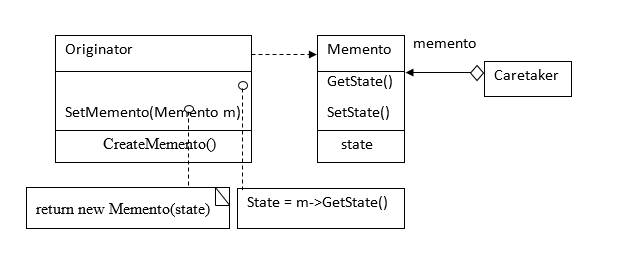 Originator
Memento
memento
Caretaker
GetState()
SetMemento(Memento m)
SetState()
CreateMemento()
state
return new Memento(state)
State = m->GetState()